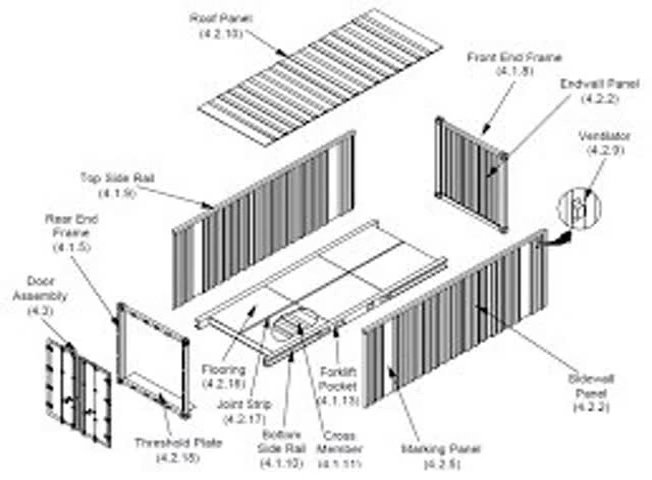 Roof Panel
(4.2.10)
Front End Frame
(4.1.8)
Endwall Panel
(4.2.2)
Ventilator
(4.2.9)
Top Side Rail
(4.1.9)
Rear End
Frame
(4.1.5)
Door
Assembly
(4.3)
Flooring
(4.2.16)
Joint Strip
(4.2.17)
Forklift
Pocket
(4.1.13)
Sidewall
Panel
(4.2.2)
Threshold Plate
(4.2.18)
Bottom
Side Rail
(4.1.10)
Cross
Member
(4.1.11)
Marking Panel